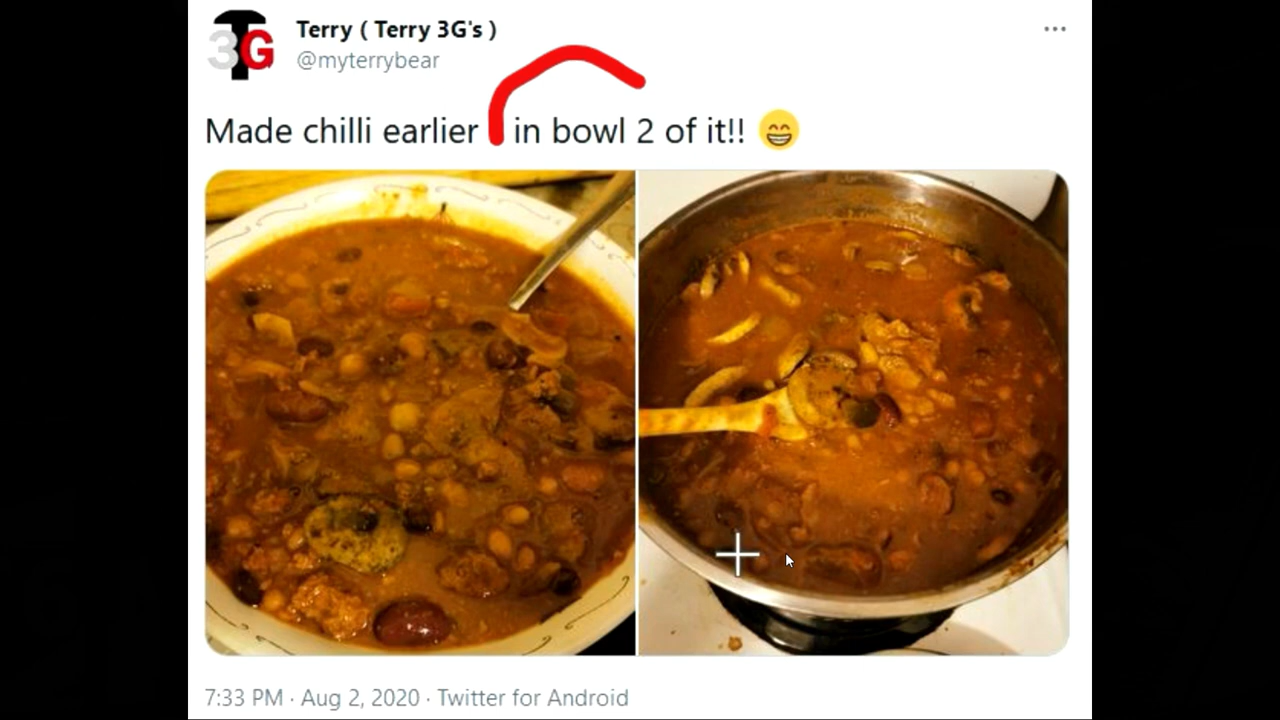 3G
Terry ( Terry 3G's )
@myterrybear
Made chilli earlier in bowl 2 of it!! 😁
7:33 PM · Aug 2, 2020 · Twitter for Android